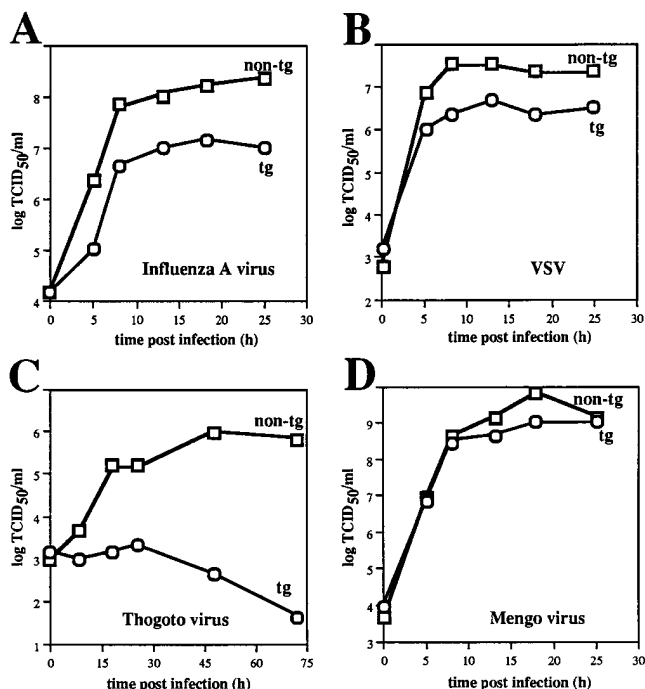 A
log TCID50/ml
8
7
6
5
4
non-tg
tg
Influenza A virus
0 5 10 15 20 25 30
time post infection (h)
B
log TCID50/ml
7
6
5
4
3
2
non-tg
tg
VSV
0 5 10 15 20 25 30
time post infection (h)
C
log TCID50/ml
6
5
4
3
2
1
non-tg
tg
Thogoto virus
0 15 30 45 60 75
time post infection (h)
D
log TCID50/ml
9
8
7
6
5
4
3
non-tg
tg
Mengo virus
0 5 10 15 20 25 30
time post infection (h)